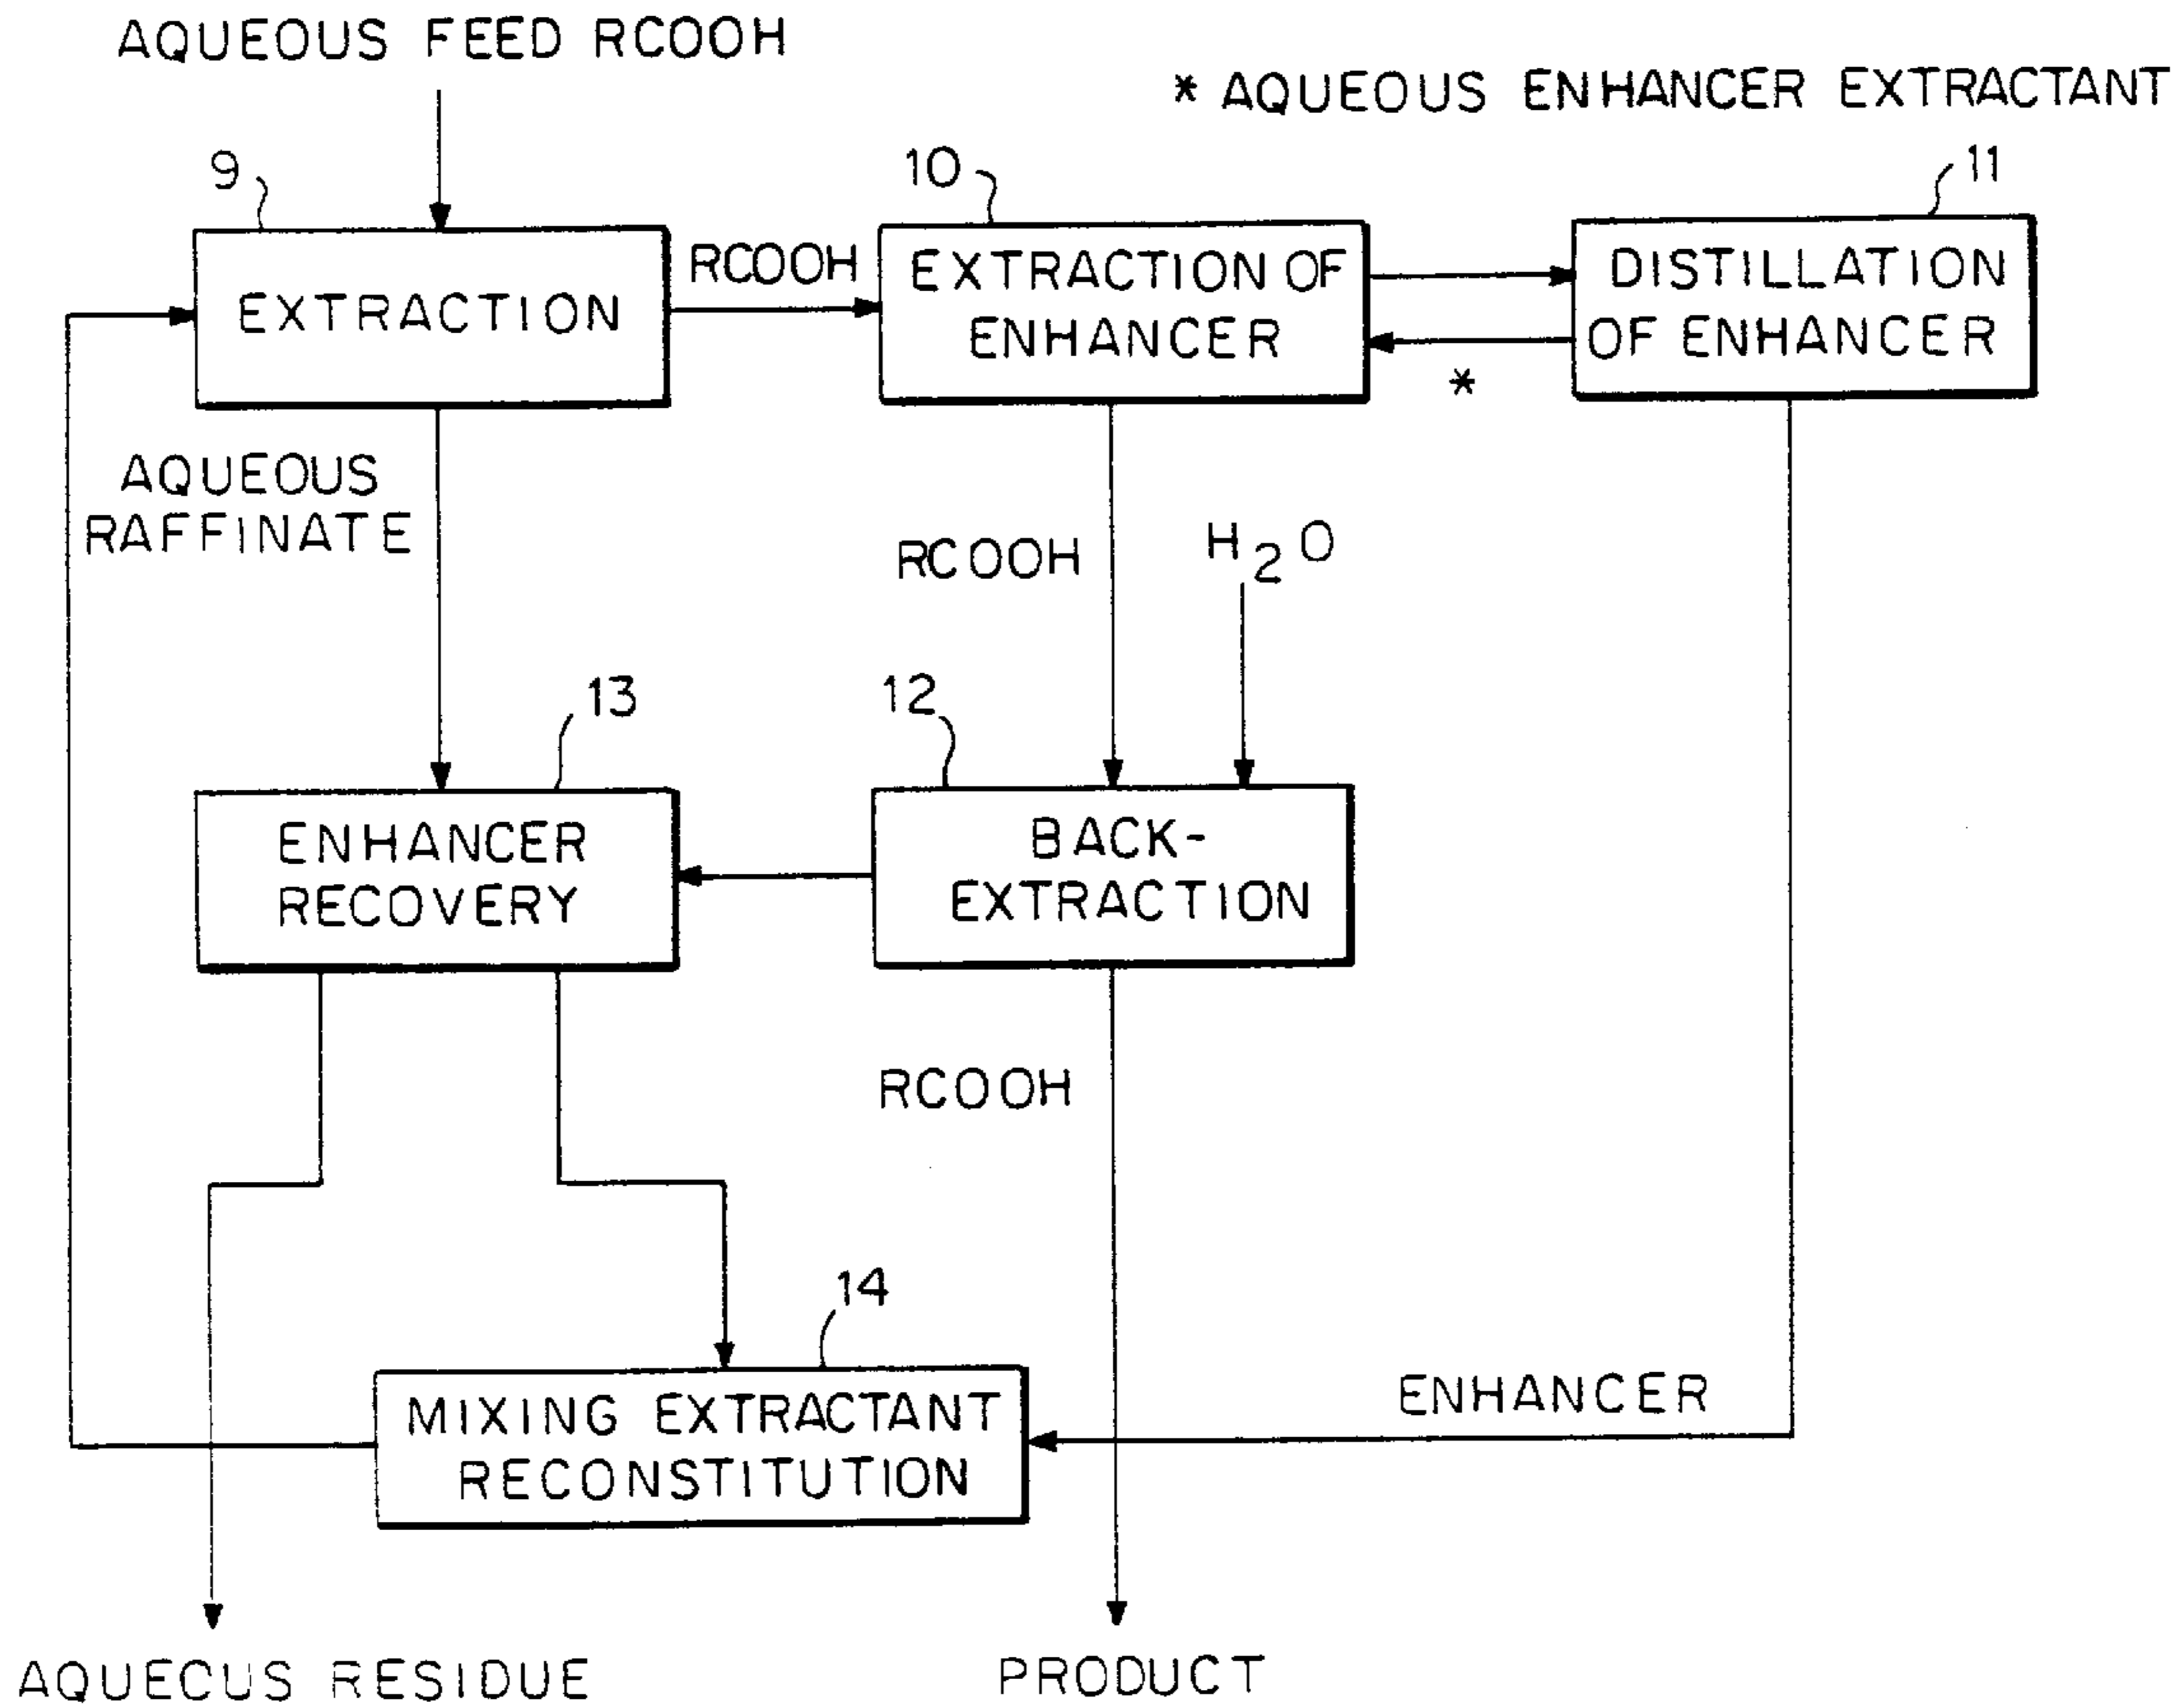 AQUEOUS FEED RCOOH
* AQUEOUS ENHANCER EXTRACTANT
9
10
11
EXTRACTION
RCOOH
EXTRACTION OF
ENHANCER
DISTILLATION
OF ENHANCER
*
AQUEOUS
RAFFINATE
RCOOH
H2O
13
12
ENHANCER
RECOVERY
BACK-
EXTRACTION
RCOOH
14
MIXING EXTRACTANT
RECONSTITUTION
ENHANCER
AQUECUS RESIDUE
PRODUCT